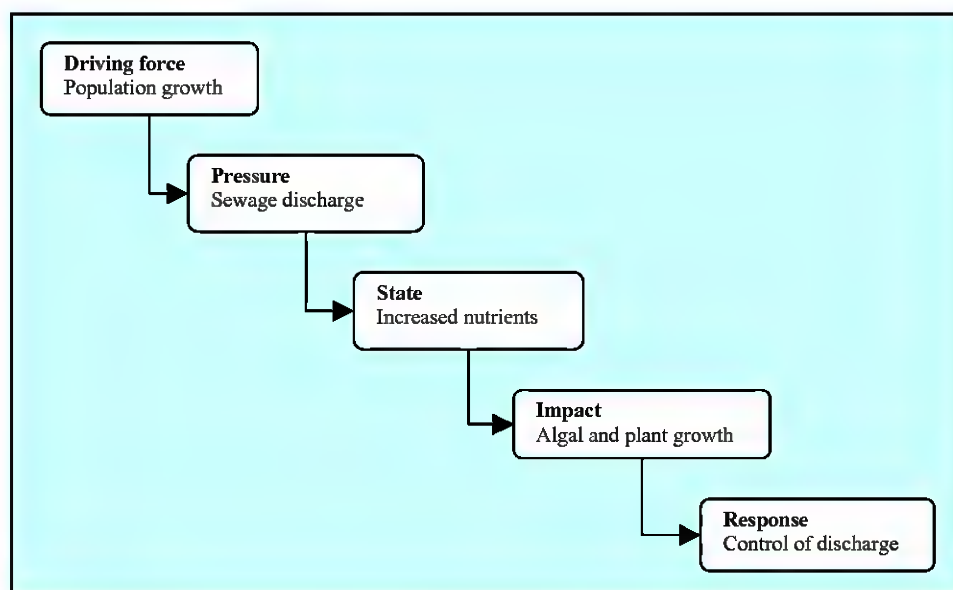 Driving force
Population growth
Pressure
Sewage discharge
State
Increased nutrients
Impact
Algal and plant growth
Response
Control of discharge